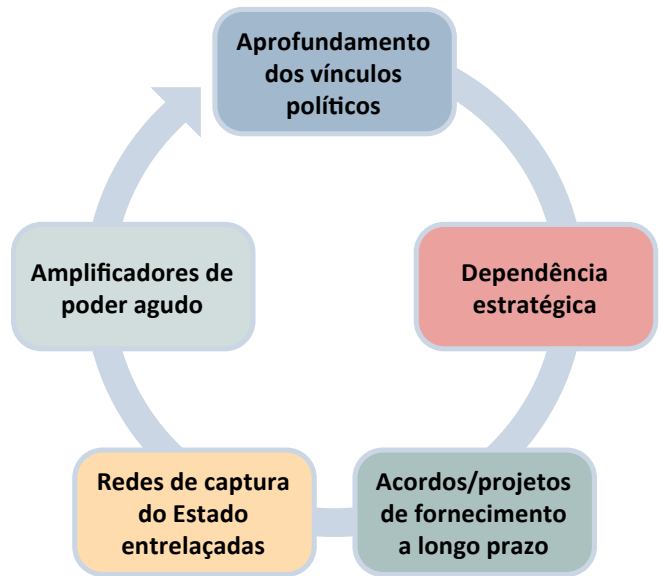 Aprofundamento
dos vínculos
políticos
Dependência
estratégica
Acordos/projetos
de fornecimento
a longo prazo
Redes de captura
do Estado
entrelaçadas
Amplificadores de
poder agudo